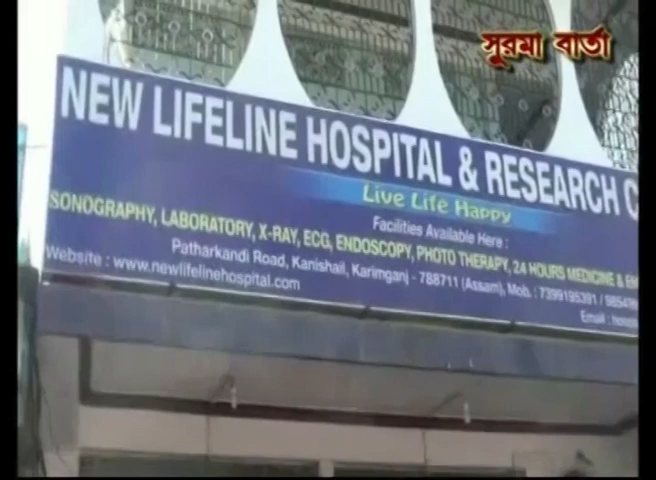 সুরমা বার্তা
NEW LIFELINE HOSPITAL & RESEARCH
Live Life Happy
Facilities Available Here :
SONOGRAPHY, LABORATORY, X-RAY, ECG, ENDOSCOPY, PHOTO THERAPY, 24 HOURS MEDICINE &
Patharkandi Road, Kanishail, Karimganj - 788711 (Assam), Mob. : 7399195391 /
Website : www.newlifelinehospital.com
Email :